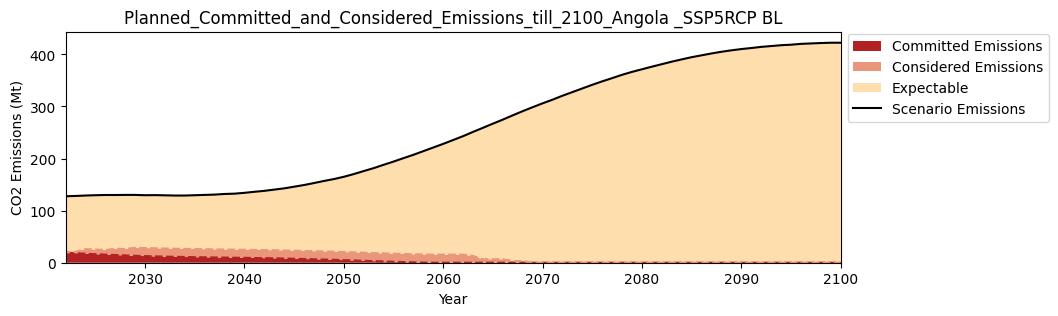 Planned_Committed_and_Considered_Emissions_till_2100_Angola _SSP5RCP BL
CO2 Emissions (Mt)
400
300
200
100
0
2030 2040 2050 2060 2070 2080 2090 2100
Year
Committed Emissions
Considered Emissions
Expectable
Scenario Emissions